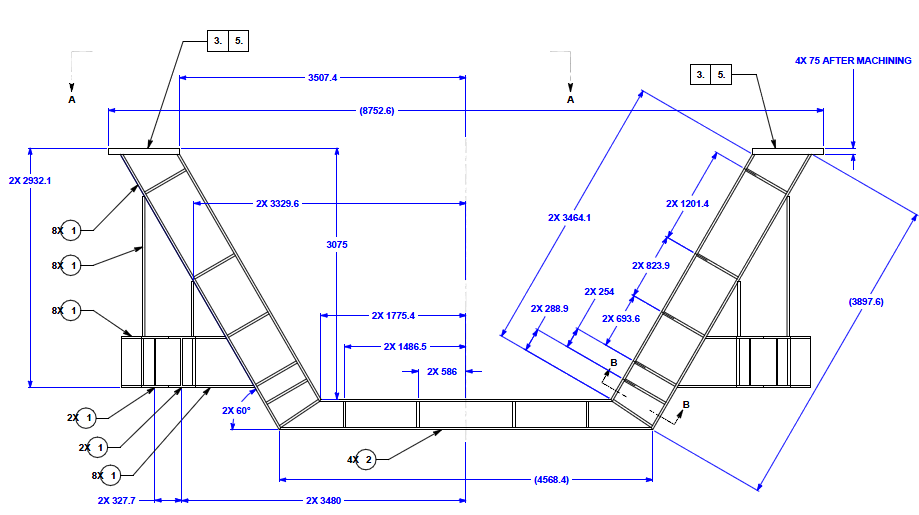 3. 5.
3507.4
4X 75 AFTER MACHINING
3. 5.
A
A
(8752.6)
2X 2932.1
2X 3329.6
2X 1201.4
2X 3464.1
8X 1
3075
8X 1
2X 823.9
2X 254
(3897.6)
2X 288.9
8X 1
2X 1775.4
2X 693.6
2X 1486.5
B
2X 586
B
2X 60°
2X 1
2X 1
4X 2
8X 1
(4568.4)
2X 327.7
2X 3480